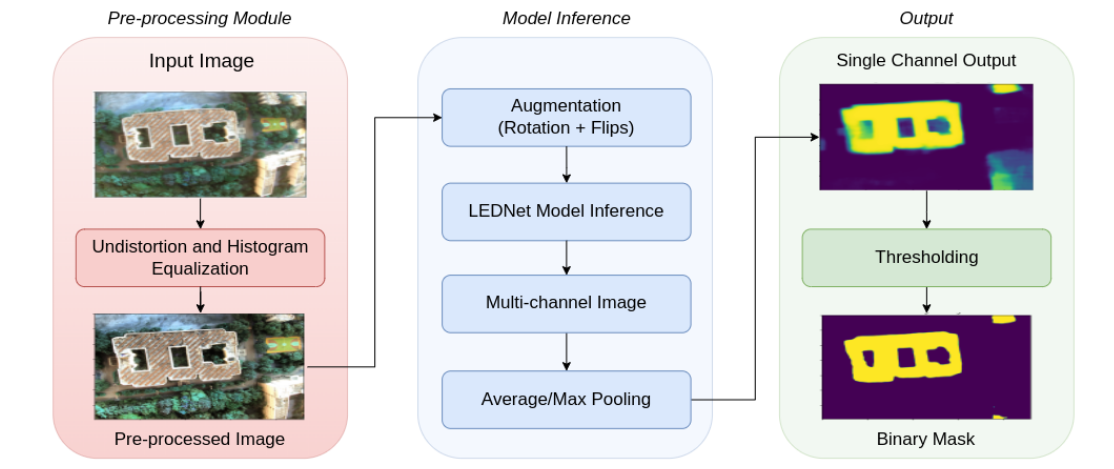 Pre-processing Module
Input Image
Undistortion and Histogram
Equalization
Pre-processed Image
Model Inference
Augmentation
(Rotation + Flips)
LEDNet Model Inference
Multi-channel Image
Average/Max Pooling
Output
Single Channel Output
Thresholding
Binary Mask